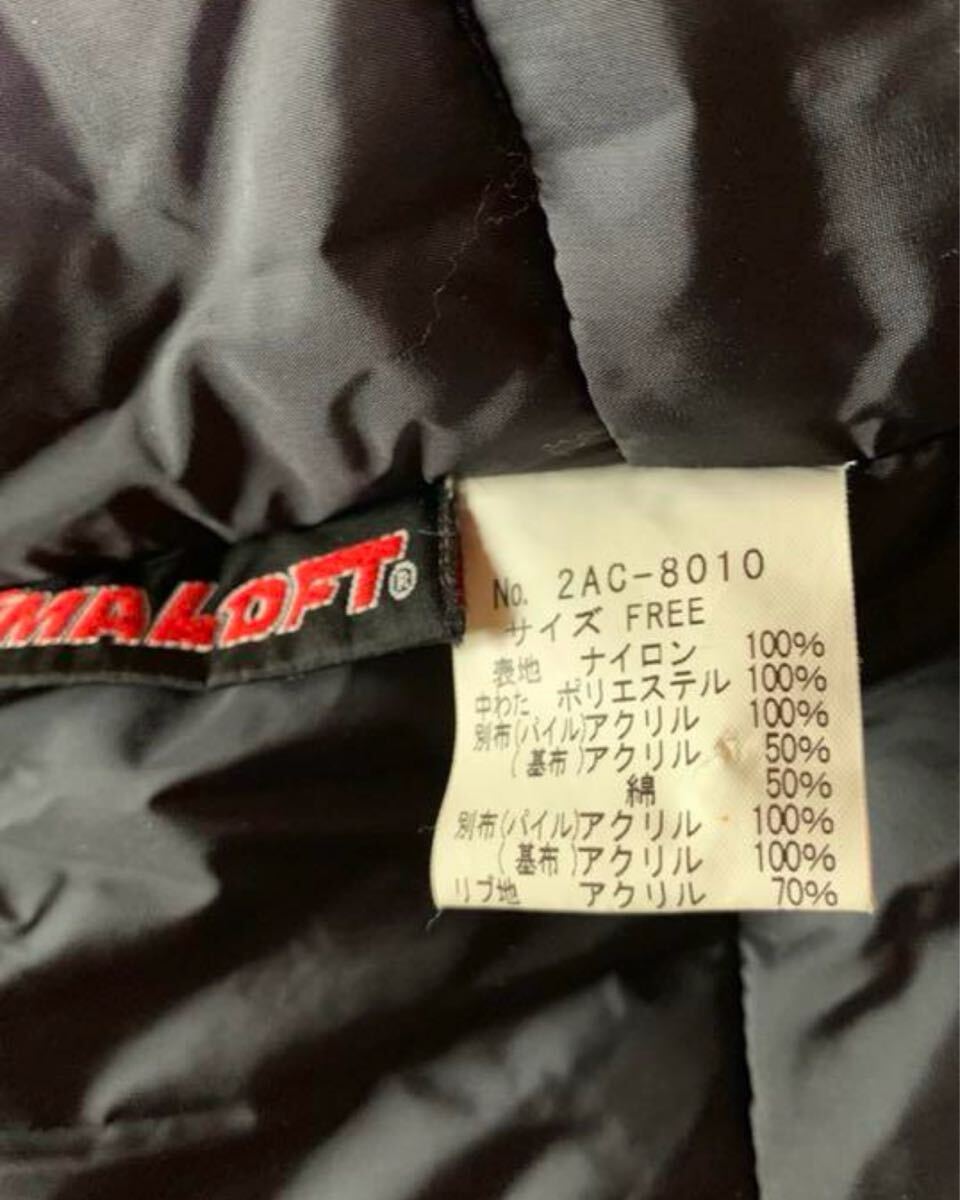 MALOFT®
No. 2AC-8010
サイズ FREE
表地 ナイロン 100%
中わた ポリエステル 100%
別布(パイル)アクリル 100%
(基布)アクリル 50%
綿 50%
別布(パイル)アクリル 100%
(基布)アクリル 100%
リブ地 アクリル 70%